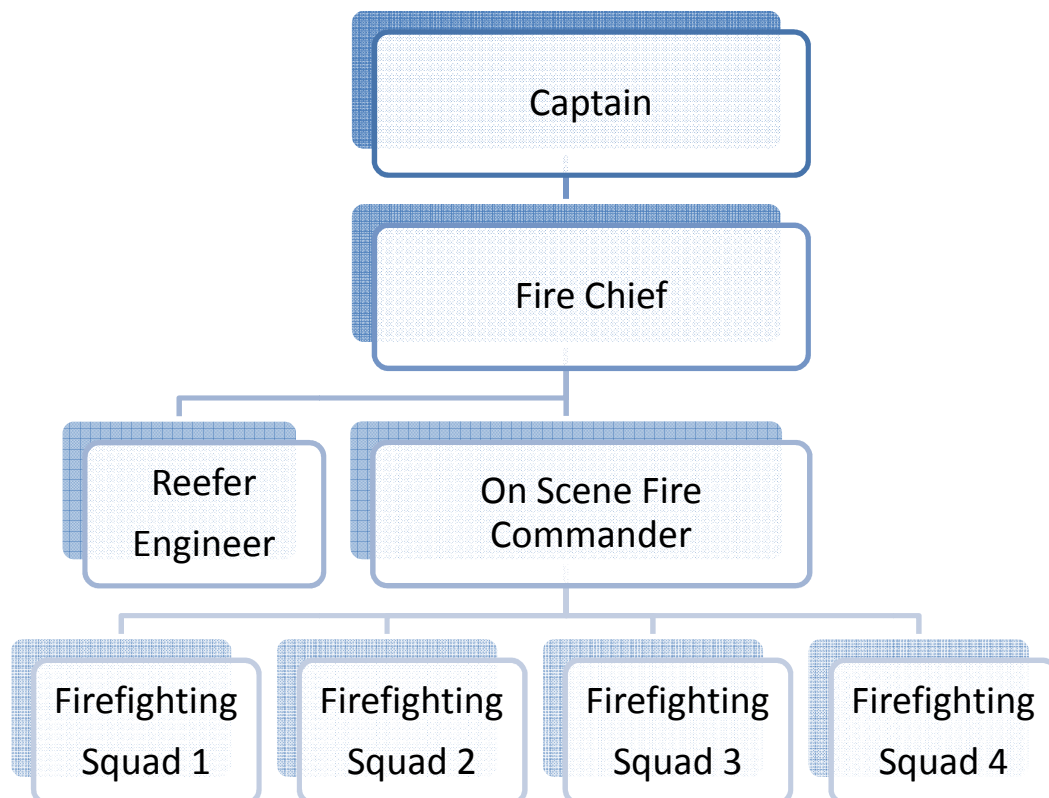 Captain
Fire Chief
Reefer
Engineer
On Scene Fire
Commander
Firefighting
Squad 1
Firefighting
Squad 2
Firefighting
Squad 3
Firefighting
Squad 4